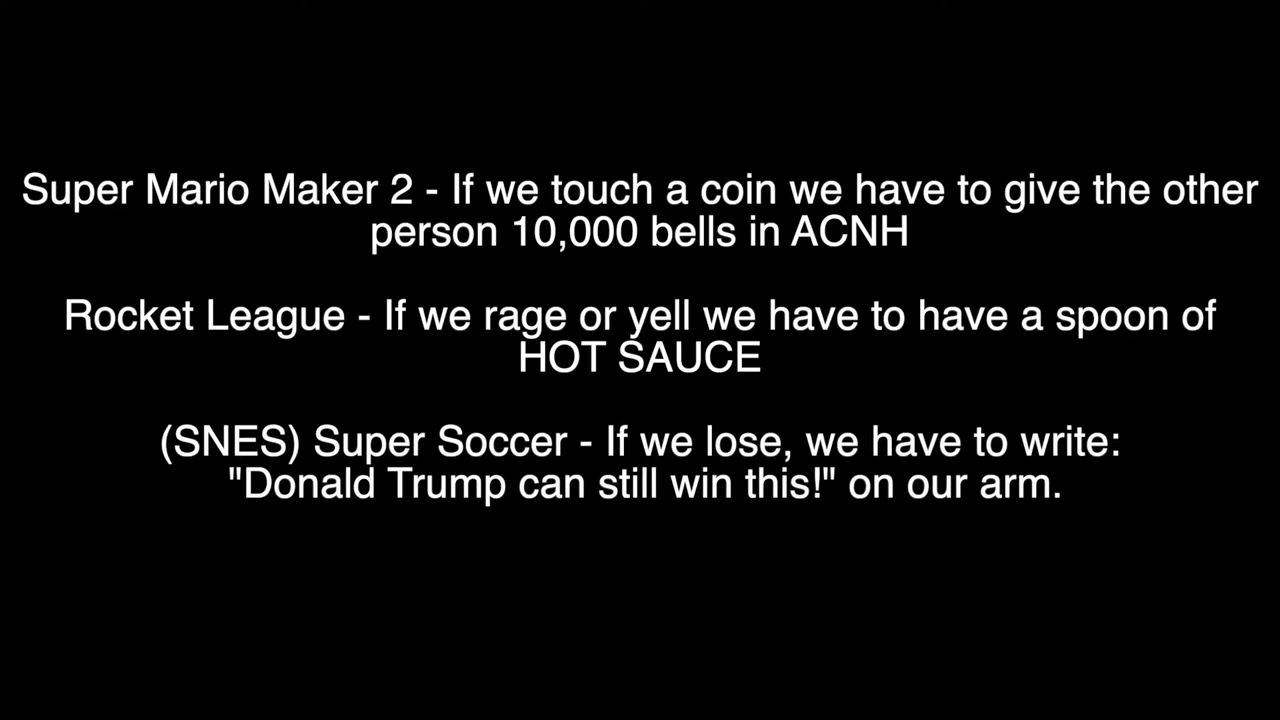 Super Mario Maker 2 - If we touch a coin we have to give the other
person 10,000 bells in ACNH
Rocket League - If we rage or yell we have to have a spoon of
HOT SAUCE
(SNES) Super Soccer - If we lose, we have to write:
"Donald Trump can still win this!" on our arm.